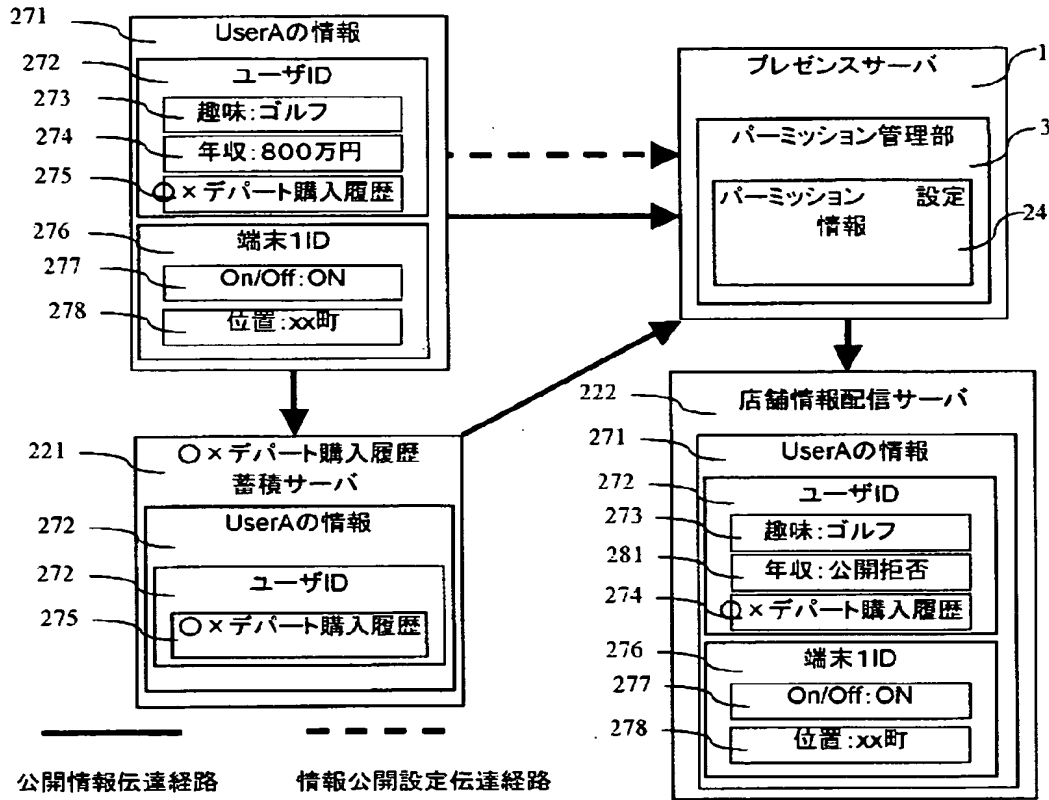 271
UserAの情報
272
ユーザID
273
趣味:ゴルフ
274
年収:800万円
275
○×デパート購入履歴
276
端末1ID
277
On/Off:ON
278
位置:xx町
プレゼンスサーバ
1
パーミッション管理部
3
パーミッション 設定
情報
24
221
○×デパート購入履歴
蓄積サーバ
272
UserAの情報
272
ユーザID
275
○×デパート購入履歴
222
店舗情報配信サーバ
271
UserAの情報
272
ユーザID
273
趣味:ゴルフ
281
年収:公開拒否
274
○×デパート購入履歴
276
端末1ID
277
On/Off:ON
278
位置:xx町
公開情報伝達経路
情報公開設定伝達経路